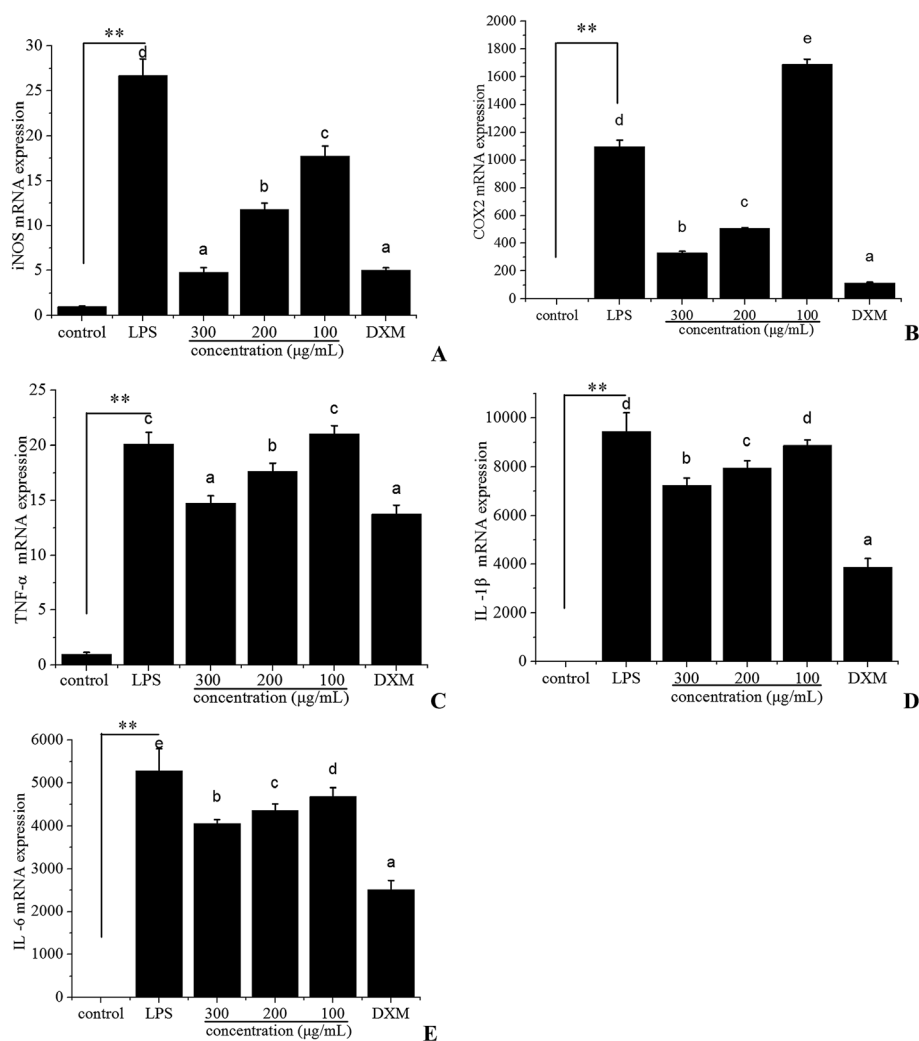 **
30
d
25
iNOS mRNA expression
20
c
15
b
10
a
a
5
0
control LPS 300 200 100 DXM
concentration (μg/mL)
A
2000
**
e
1800
1600
1400
d
1200
COX2 mRNA expression
1000
800
c
600
b
400
a
200
0
control LPS 300 200 100 DXM
concentration (μg/mL)
B
25
**
c
c
20
b
a
a
TNF-α mRNA expression
15
10
5
0
control LPS 300 200 100 DXM
concentration (μg/mL)
C
**
10000
d
d
c
b
8000
IL -1β mRNA expression
6000
a
4000
2000
0
control LPS 300 200 100 DXM
concentration (μg/mL)
D
**
6000
e
5000
d
c
b
4000
IL -6 mRNA expression
a
3000
2000
1000
0
control LPS 300 200 100 DXM
concentration (μg/mL)
E